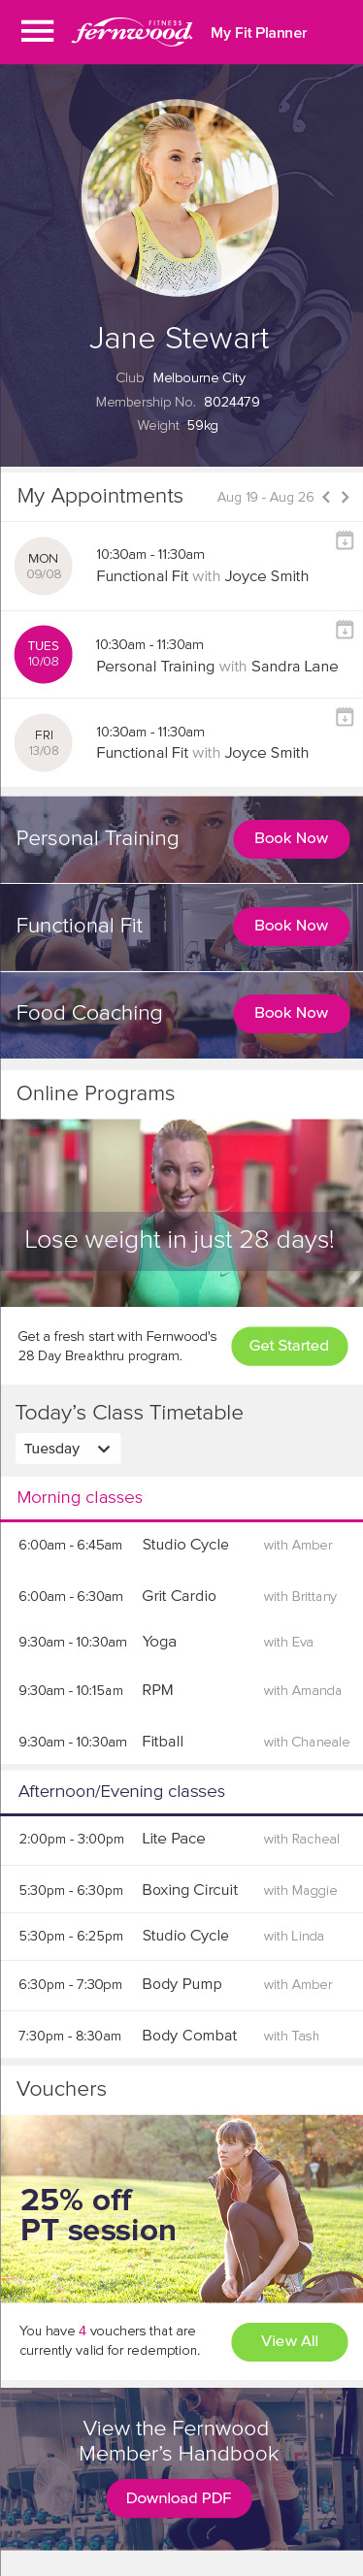 fernwood
FITNESS
My Fit Planner
Jane Stewart
Club Melbourne City
Membership No. 8024479
Weight 59kg
My Appointments
Aug 19 - Aug 26
MON
09/08
10:30am - 11:30am
Functional Fit with Joyce Smith
TUES
10/08
10:30am - 11:30am
Personal Training with Sandra Lane
FRI
13/08
10:30am - 11:30am
Functional Fit with Joyce Smith
Personal Training
Book Now
Functional Fit
Book Now
Food Coaching
Book Now
Online Programs
Lose weight in just 28 days!
Get a fresh start with Fernwood's
28 Day Breakthru program.
Get Started
Today's Class Timetable
Tuesday
Morning classes
6:00am - 6:45am Studio Cycle with Amber
6:00am - 6:30am Grit Cardio with Brittany
9:30am - 10:30am Yoga with Eva
9:30am - 10:15am RPM with Amanda
9:30am - 10:30am Fitball with Chaneale
Afternoon/Evening classes
2:00pm - 3:00pm Lite Pace with Racheal
5:30pm - 6:30pm Boxing Circuit with Maggie
5:30pm - 6:25pm Studio Cycle with Linda
6:30pm - 7:30pm Body Pump with Amber
7:30pm - 8:30am Body Combat with Tash
Vouchers
25% off
PT session
You have 4 vouchers that are
currently valid for redemption.
View All
View the Fernwood
Member's Handbook
Download PDF